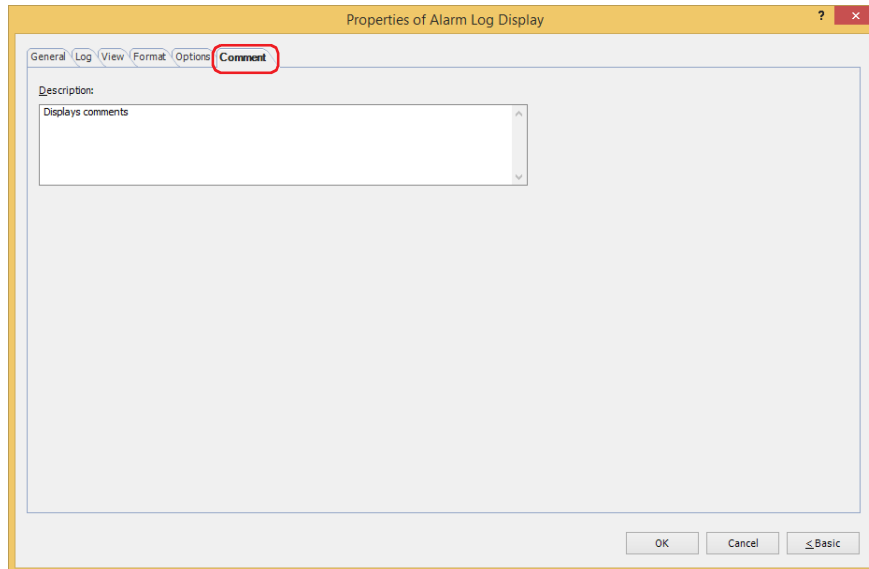 Properties of Alarm Log Display
? ×
General Log View Format Options Comment
Description:
Displays comments
OK Cancel < Basic